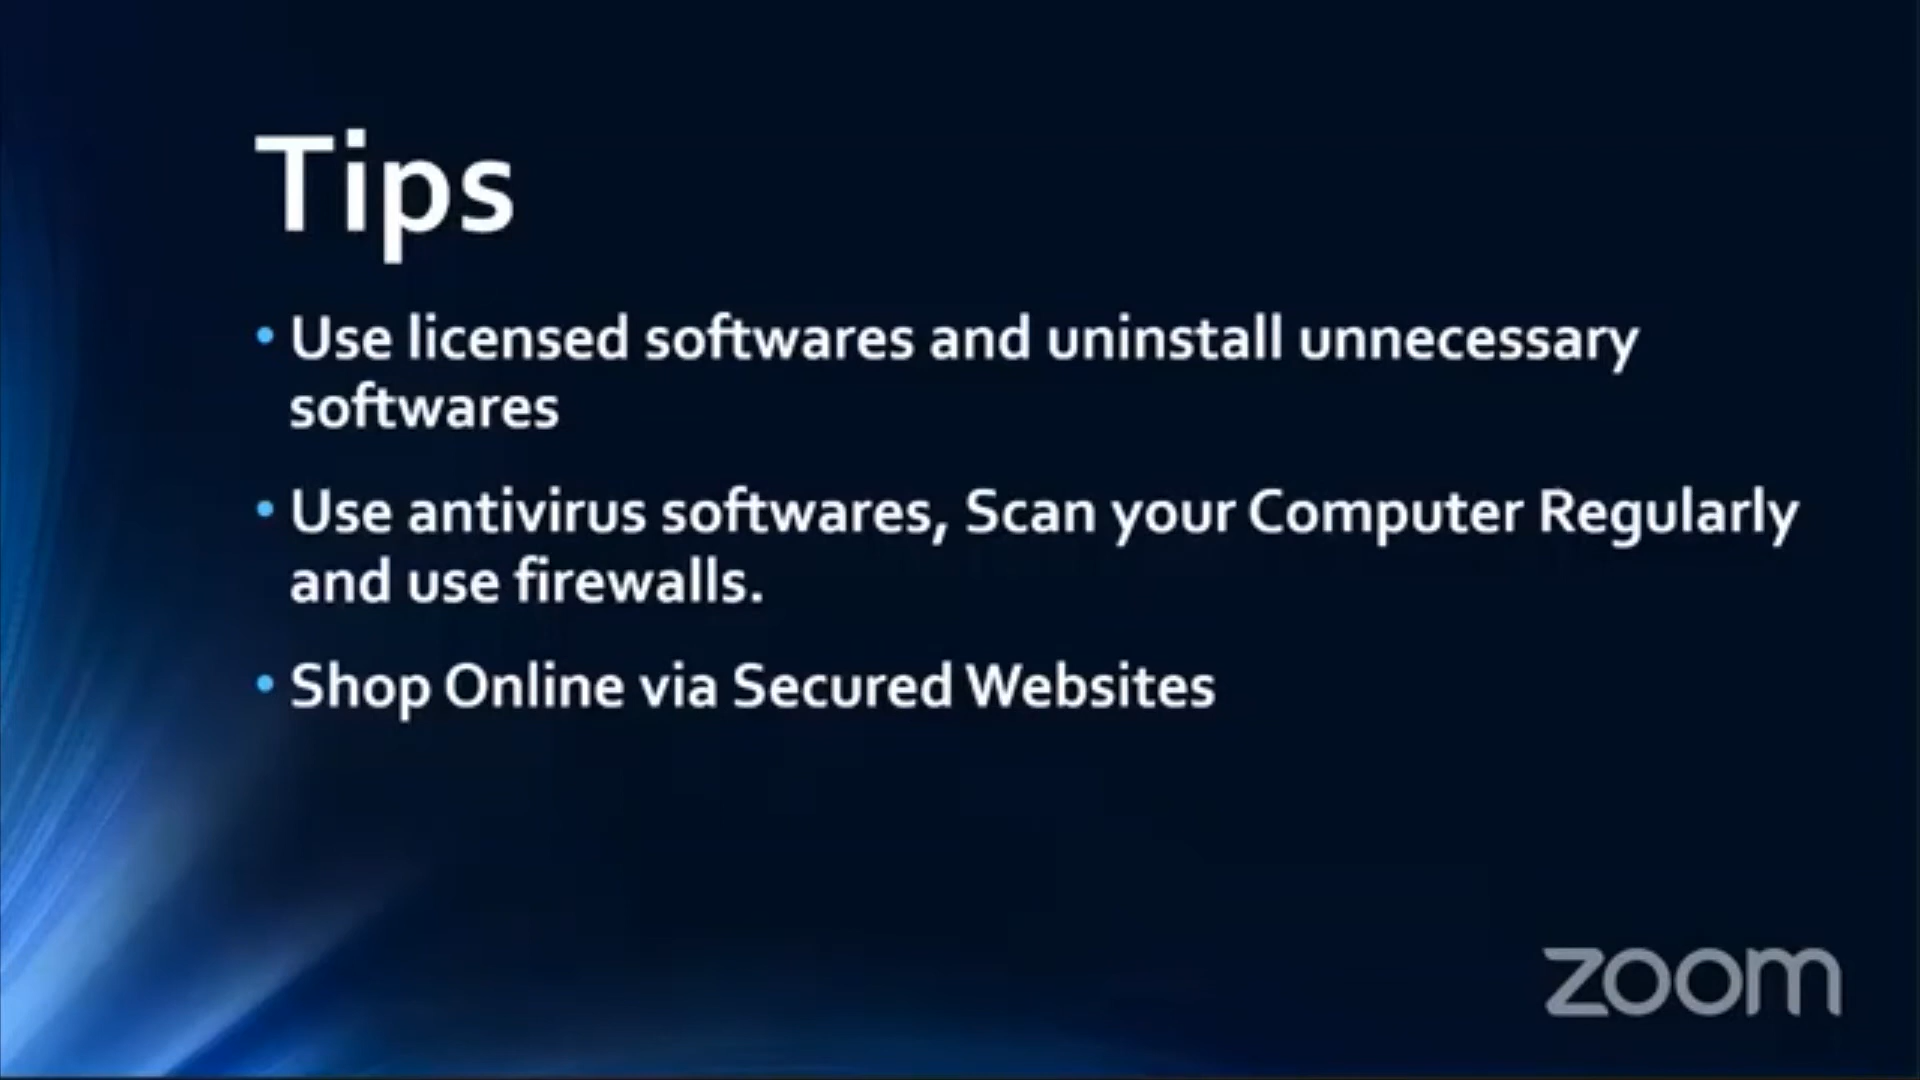 Tips
• Use licensed softwares and uninstall unnecessary
softwares
• Use antivirus softwares, Scan your Computer Regularly
and use firewalls.
• Shop Online via Secured Websites
zoom